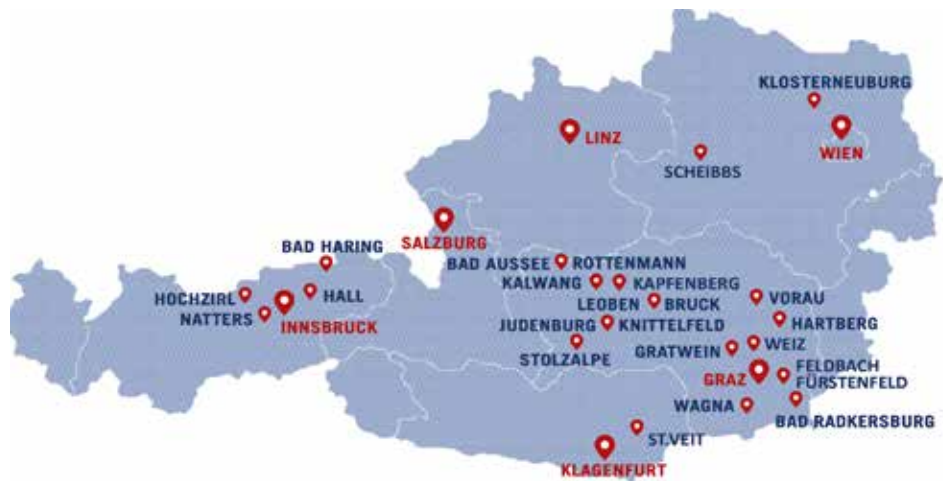 KLOSTERNEUBURG
LINZ
WIEN
SCHEIBBS
SALZBURG
BAD HARING
BAD AUSSEE ROTTENMANN
KALWANG KAPFENBERG
HOCHZIRL HALL
LEOBEN BRUCK VORAU
NATTERS INNSBRUCK
JUDENBURG KNITTELFELD HARTBERG
STOLZALPE GRATWEIN WEIZ
FELDBACH
GRAZ FÜRSTENFELD
WAGNA
BAD RADKERSBURG
ST.VEIT
KLAGENFURT